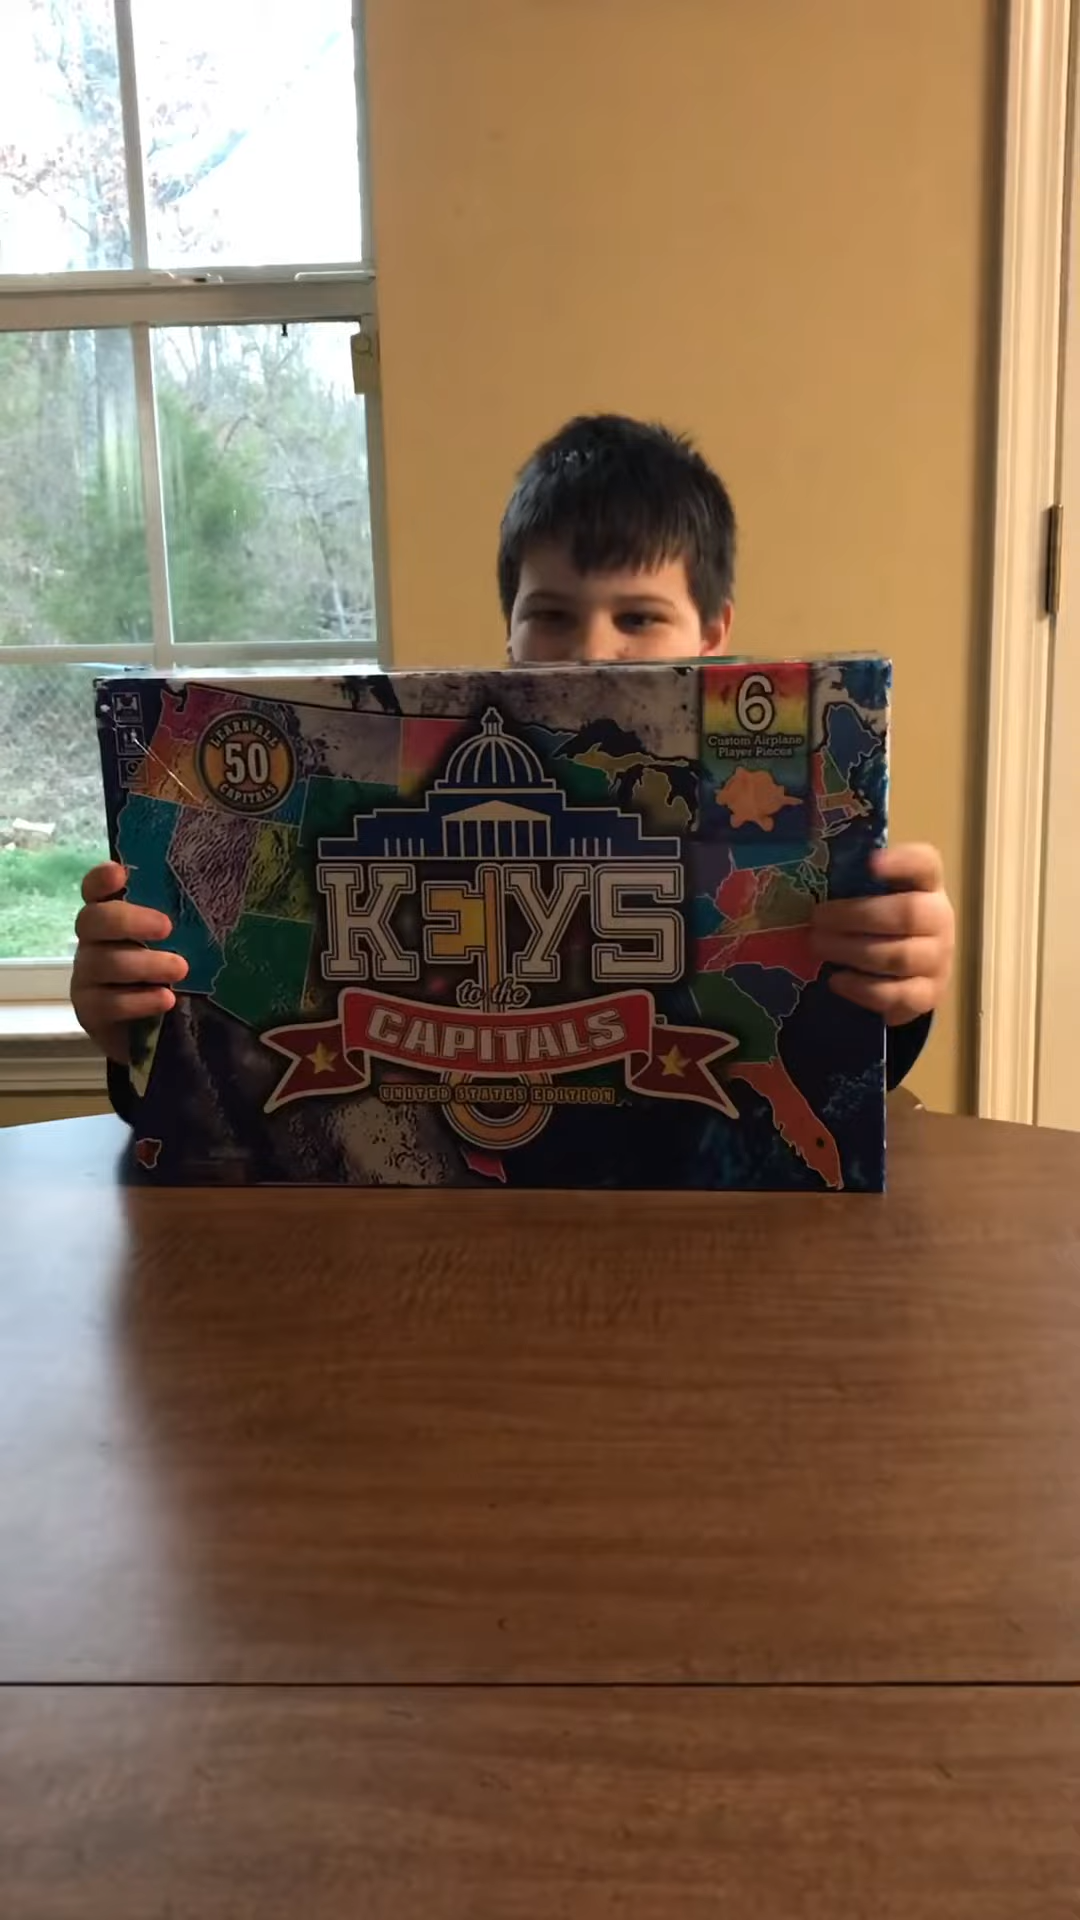 LEARN ALL
50
CAPITALS
6
Custom Airplane
Player Pieces
KEYS
to the
CAPITALS
UNITED STATES EDITION